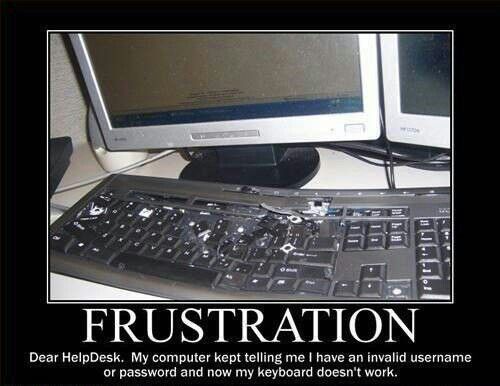 FRUSTRATION
Dear HelpDesk. My computer kept telling me I have an invalid username
or password and now my keyboard doesn't work.